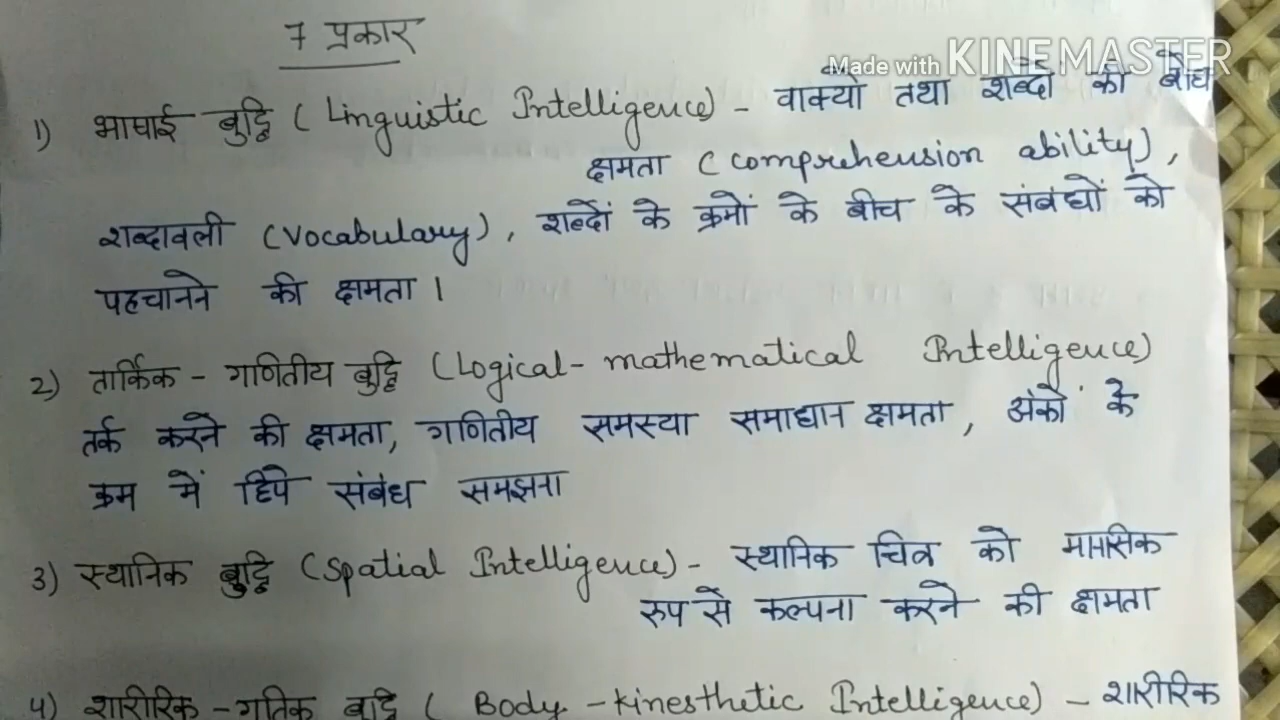 7 प्रकार
Made with KINEMASTER
1) भाषाई बुद्धि (Linguistic Intelligence) - वाक्यो तथा शब्दो की बोध
क्षमता (comprehension ability),
शब्दावली (vocabulary), शब्दों के क्रमों के बीच के संबंधों को
पहचानने की क्षमता ।
2) तार्किक - गणितीय बुद्धि (Logical-mathematical Intelligence)
तर्क करने की क्षमता, गणितीय समस्या समाधान क्षमता, अंकों के
क्रम में छिपे संबंध समझना
3) स्थानिक बुद्धि (Spatial Intelligence) - स्थानिक चित्र को मानसिक
रुप से कल्पना करने की क्षमता
4) शारीरिक - गतिक बुद्धि (Body - Kinesthetic Intelligence) - शारीरिक